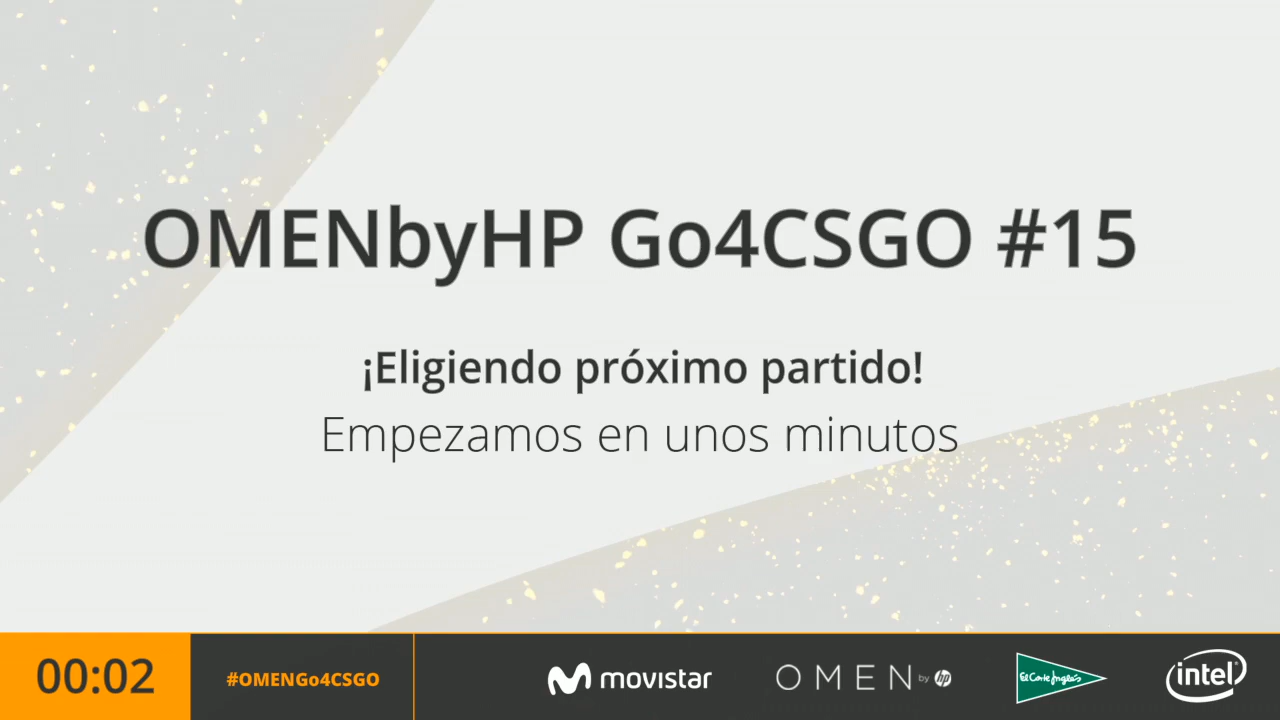 OMENbyHP Go4CSGO #15
¡Eligiendo próximo partido!
Empezamos en unos minutos
00:02
#OMENGo4CSGO
movistar
OMEN by hp
El Corte Inglés
intel